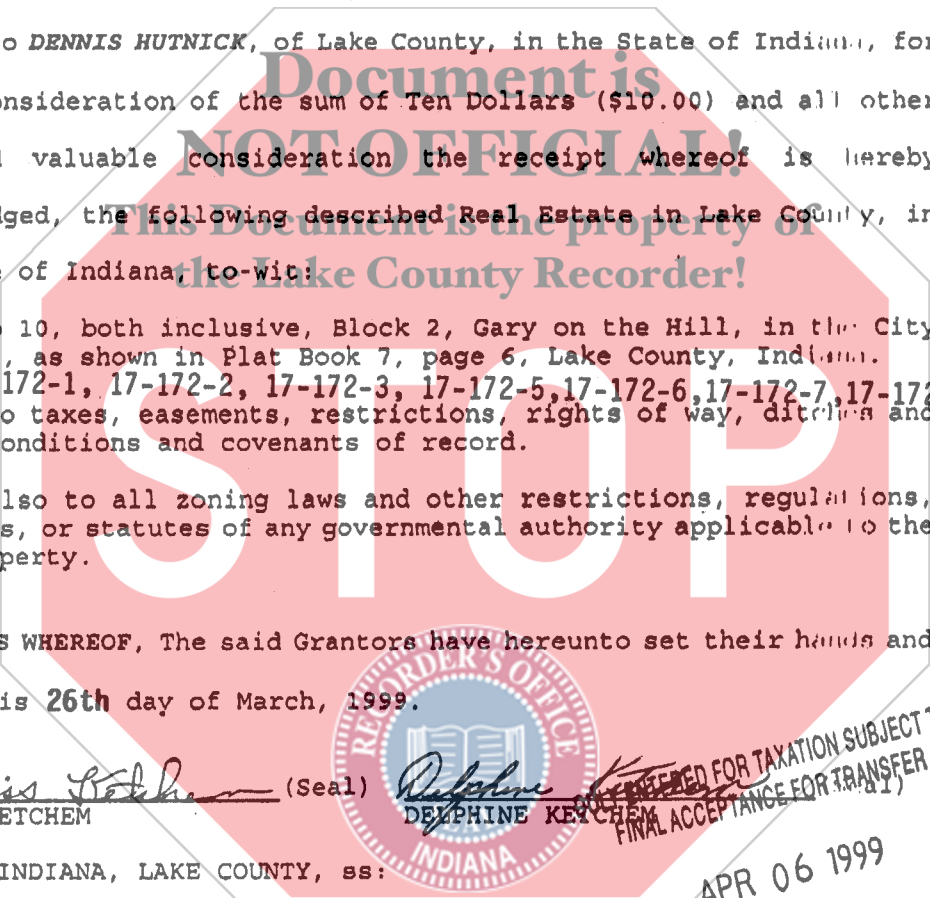 o DENNIS HUTNICK, of Lake County, in the State of Indiana, for
Document is
onsideration of the sum of Ten Dollars ($10.00) and all other
NOT OFFICIAL!
valuable consideration the receipt whereof is hereby
This Document is the property of
dged, the following described Real Estate in Lake County, in
the Lake County Recorder!
e of Indiana, to-wit:
o 10, both inclusive, Block 2, Gary on the Hill, in the City
, as shown in Plat Book 7, page 6, Lake County, Indiana.
172-1, 17-172-2, 17-172-3, 17-172-5,17-172-6,17-172-7,17-172
o taxes, easements, restrictions, rights of way, ditches and
onditions and covenants of record.
STOP
lso to all zoning laws and other restrictions, regulations,
s, or statutes of any governmental authority applicable to the
perty.
S WHEREOF, The said Grantors have hereunto set their hands and
is 26th day of March, 1999.
RECORDER'S OFFICE
SEAL
INDIANA
ss Ketchem (Seal) Delphine Ketchem
ETCHEM DELPHINE KETCHEM
ENTERED FOR TAXATION SUBJECT T
FINAL ACCEPTANCE FOR TRANSFER
INDIANA, LAKE COUNTY, ss:
APR 06 1999